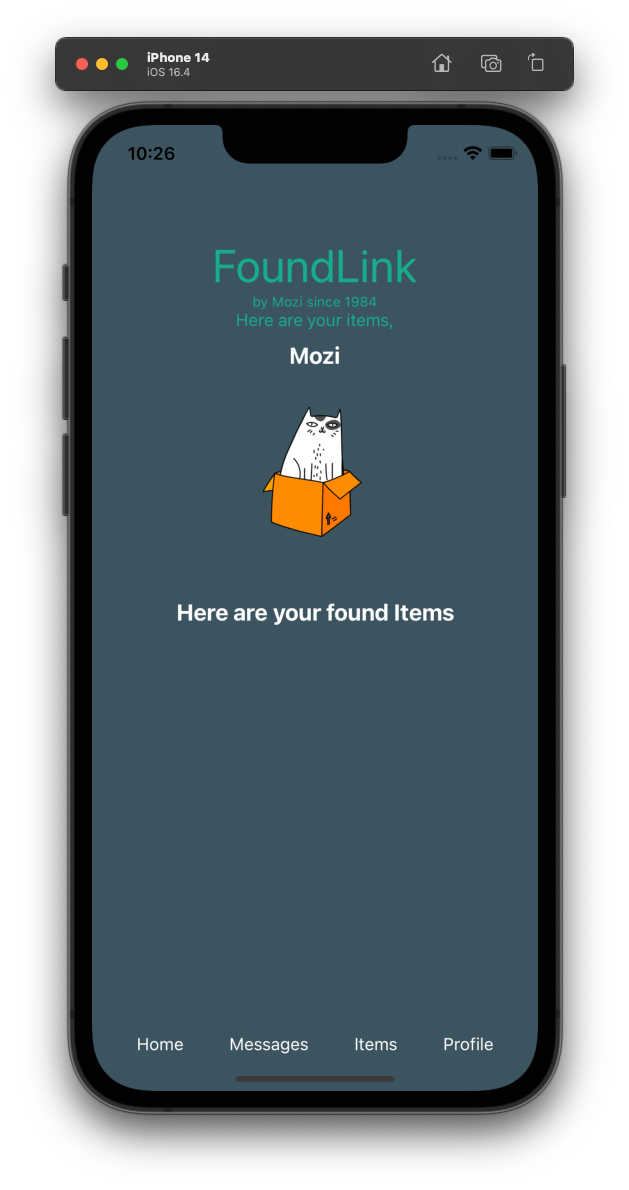 iPhone 14
iOS 16.4
10:26
FoundLink
by Mozi since 1984
Here are your items,
Mozi
Here are your found Items
Home Messages Items Profile